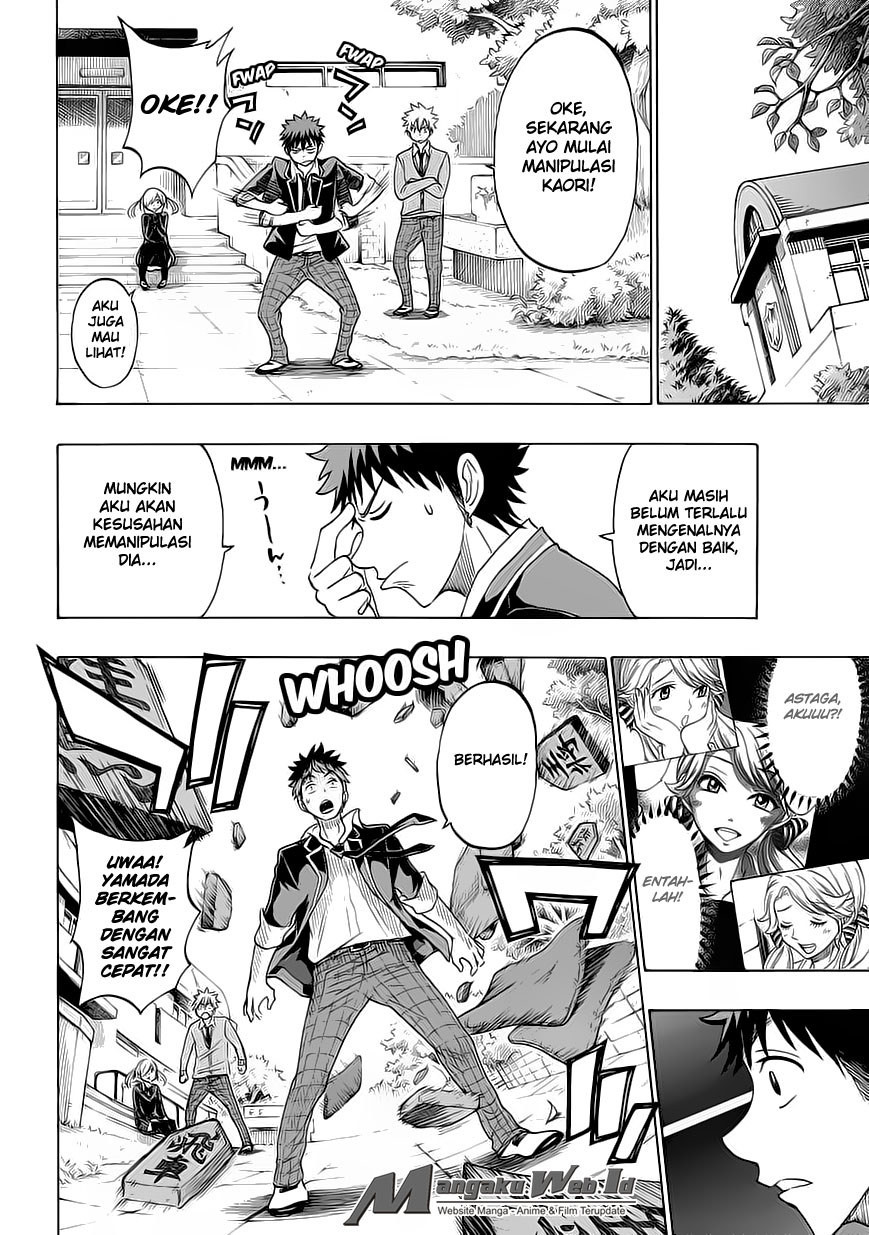 OKE,
SEKARANG
AYO MULAI
MANIPULASI
KAORI!
FWAP
FWAP
OKE!!
AKU
JUGA
MAU
LIHAT!
AKU MASIH
BELUM TERLALU
MENGENALNYA
DENGAN BAIK,
JADI...
MMM...
うーん
MUNGKIN
AKU AKAN
KESUSAHAN
MEMANIPULASI
DIA...
ASTAGA,
AKUUU?!
ENTAH-
LAH!
WHOOSH
BERHASIL!
UWAA!
YAMADA
BERKEM-
BANG
DENGAN
SANGAT
CEPAT!!
飛車
Mangaku Web Id
Website Manga - Anime & Film Terupdate